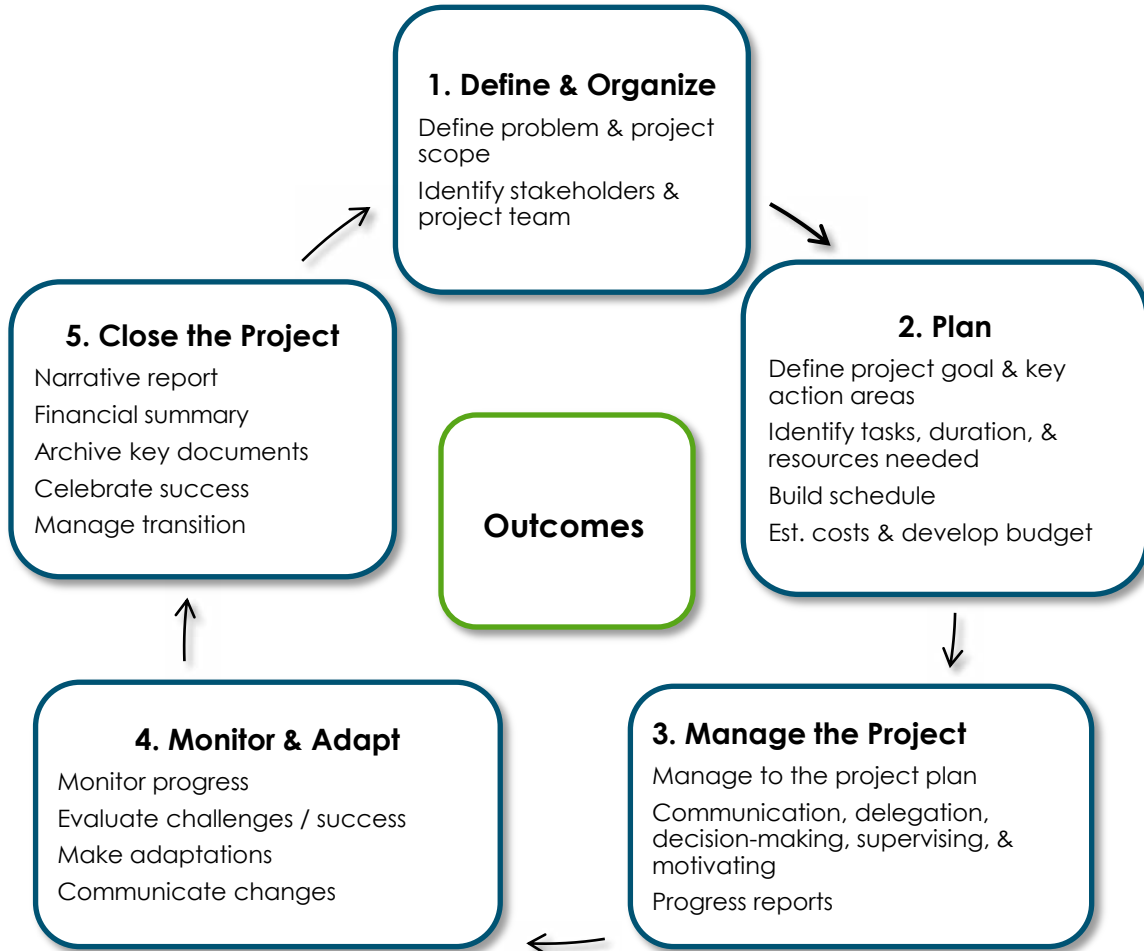 1. Define & Organize
Define problem & project
scope
Identify stakeholders &
project team
2. Plan
Define project goal & key
action areas
Identify tasks, duration, &
resources needed
Build schedule
Est. costs & develop budget
3. Manage the Project
Manage to the project plan
Communication, delegation,
decision-making, supervising, &
motivating
Progress reports
4. Monitor & Adapt
Monitor progress
Evaluate challenges / success
Make adaptations
Communicate changes
5. Close the Project
Narrative report
Financial summary
Archive key documents
Celebrate success
Manage transition
Outcomes